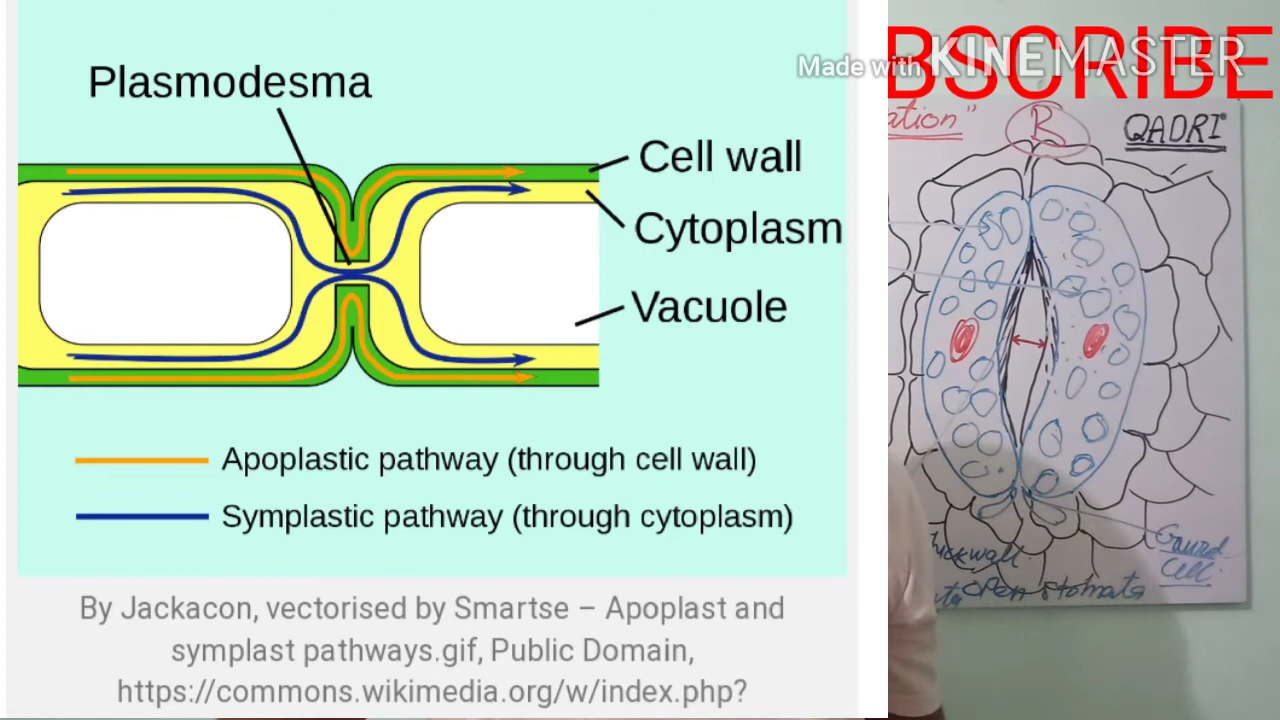 Plasmodesma
Cell wall
Cytoplasm
Vacuole
Apoplastic pathway (through cell wall)
Symplastic pathway (through cytoplasm)
By Jackacon, vectorised by Smartse – Apoplast and
symplast pathways.gif, Public Domain,
https://commons.wikimedia.org/w/index.php?
BSCRIBE
Made with KINEMASTER
ation"
B
QADRI
Guard
Cell
open stomata